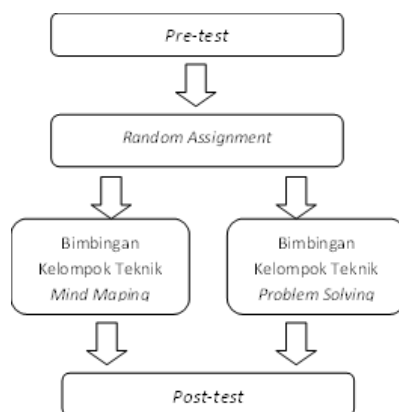 Pre-test
Random Assignment
Bimbingan
Kelompok Teknik
Mind Maping
Bimbingan
Kelompok Teknik
Problem Solving
Post-test